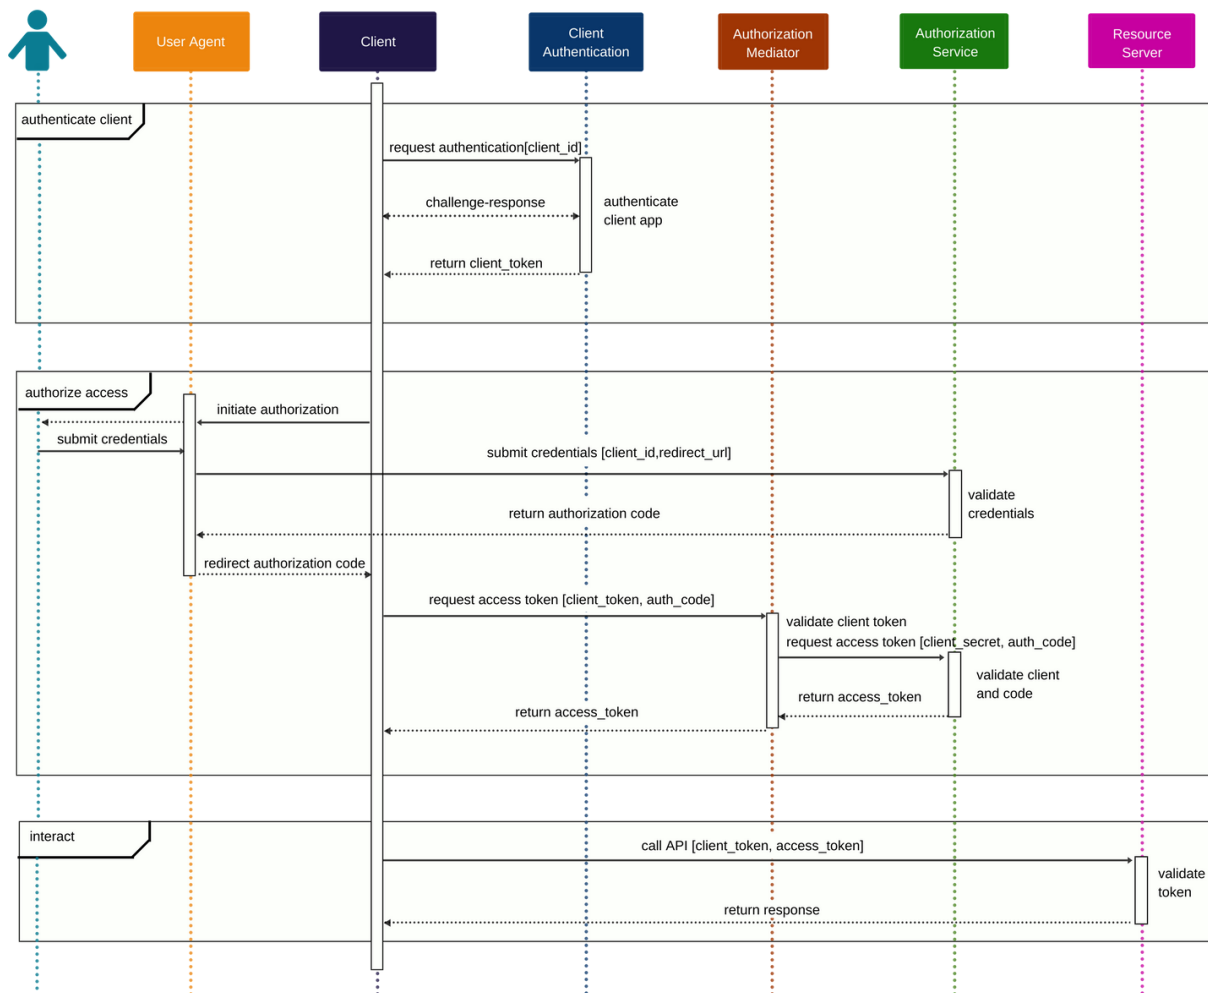 User Agent
Client
Client
Authentication
Authorization
Mediator
Authorization
Service
Resource
Server
authenticate client
request authentication[client_id]
challenge-response
authenticate
client app
return client_token
authorize access
initiate authorization
submit credentials
submit credentials [client_id,redirect_url]
validate
credentials
return authorization code
redirect authorization code
request access token [client_token, auth_code]
validate client token
request access token [client_secret, auth_code]
validate client
and code
return access_token
return access_token
interact
call API [client_token, access_token]
validate
token
return response